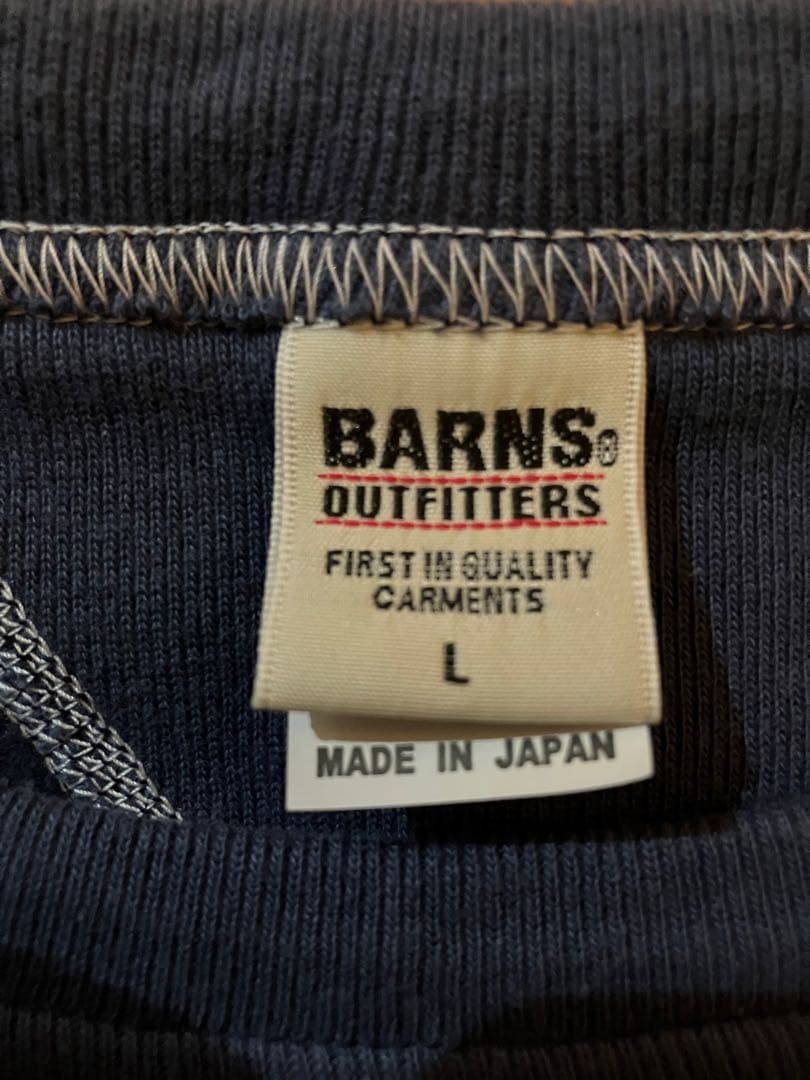 BARNS®
OUTFITTERS
FIRST IN QUALITY
CARMENTS
L
MADE IN JAPAN